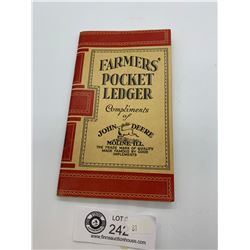 FARMERS'
POCKET
LEDGER
Compliments
of
JOHN DEERE
MOLINE, ILL.
THE TRADE MARK OF QUALITY
MADE FAMOUS BY GOOD
IMPLEMENTS
LOT
242